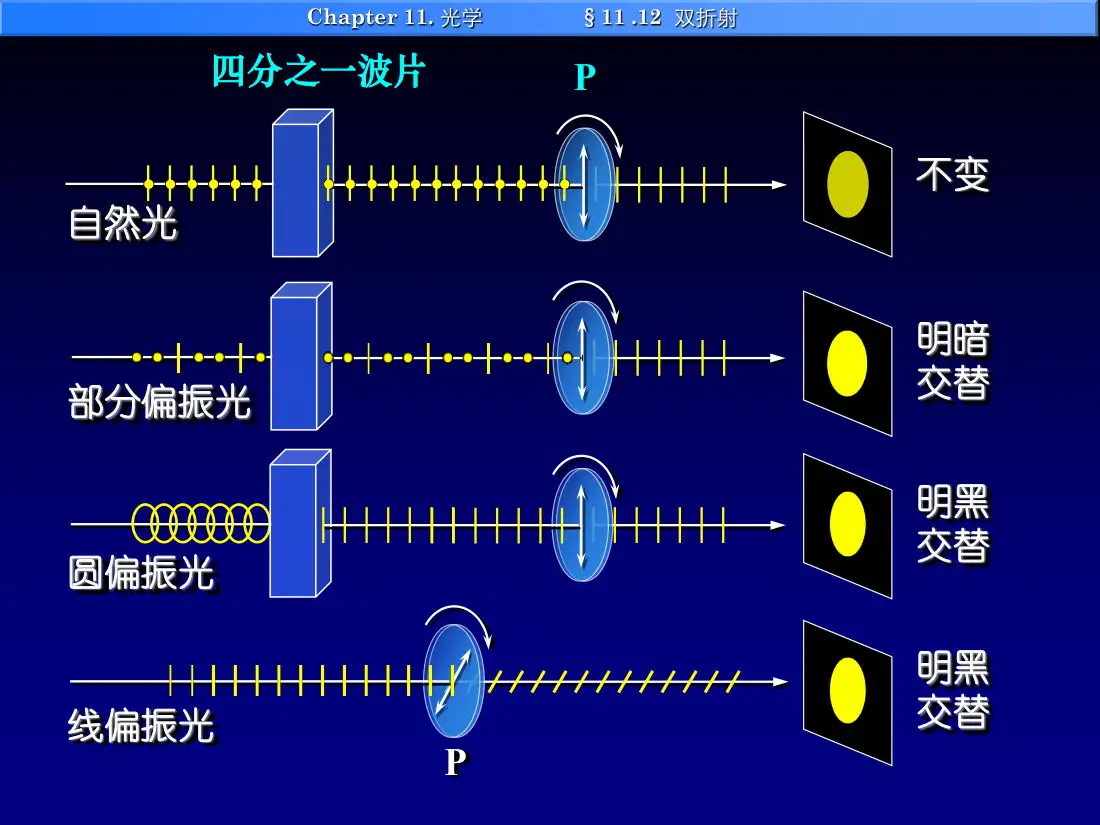 Chapter 11. 光学 § 11 .12 双折射
四分之一波片 P
自然光
不变
部分偏振光
明暗
交替
圆偏振光
明黑
交替
线偏振光
明黑
交替
P